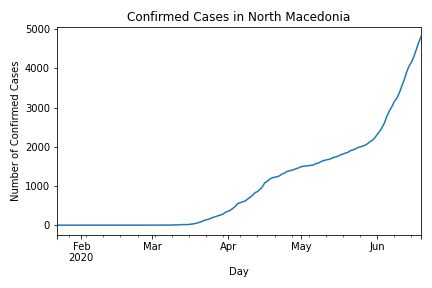 Confirmed Cases in North Macedonia
5000
4000
3000
2000
1000
0
Number of Confirmed Cases
Feb Mar Apr May Jun
2020
Day